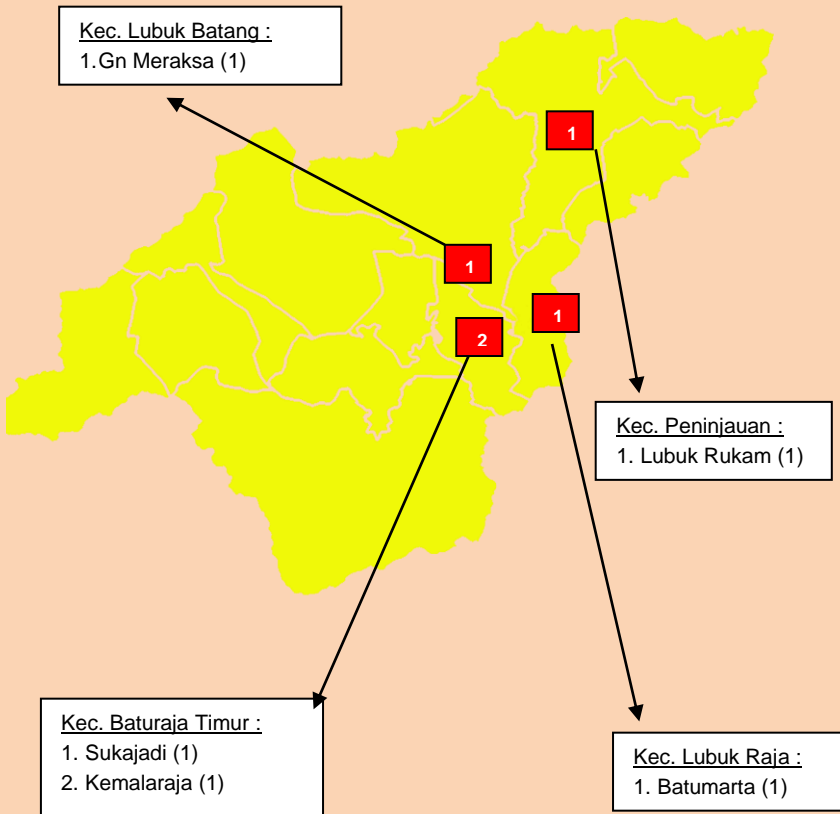 Kec. Lubuk Batang :
1.Gn Meraksa (1)
1
1
1
2
Kec. Peninjauan :
1. Lubuk Rukam (1)
Kec. Baturaja Timur :
1. Sukajadi (1)
2. Kemalaraja (1)
Kec. Lubuk Raja :
1. Batumarta (1)